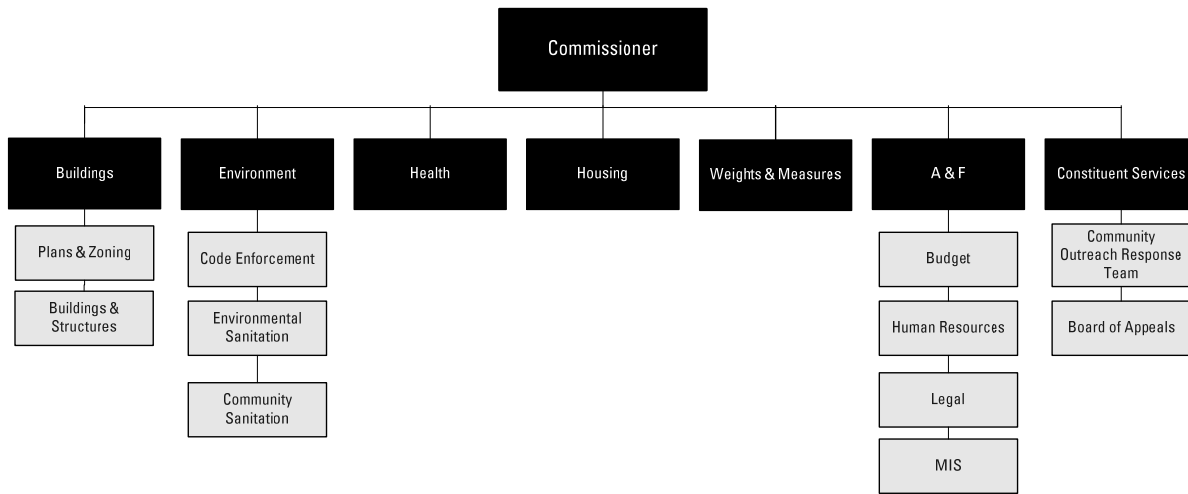 Commissioner
Buildings
Environment
Health
Housing
Weights & Measures
A & F
Constituent Services
Plans & Zoning
Buildings &
Structures
Code Enforcement
Environmental
Sanitation
Community
Sanitation
Budget
Human Resources
Legal
MIS
Community
Outreach Response
Team
Board of Appeals